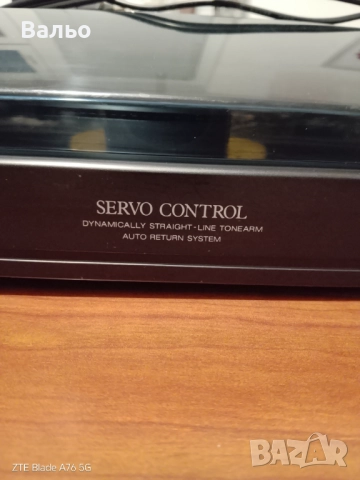 Вальо
SERVO CONTROL
DYNAMICALLY STRAIGHT-LINE TONEARM
AUTO RETURN SYSTEM
ZTE Blade A76 5G
BAZAR